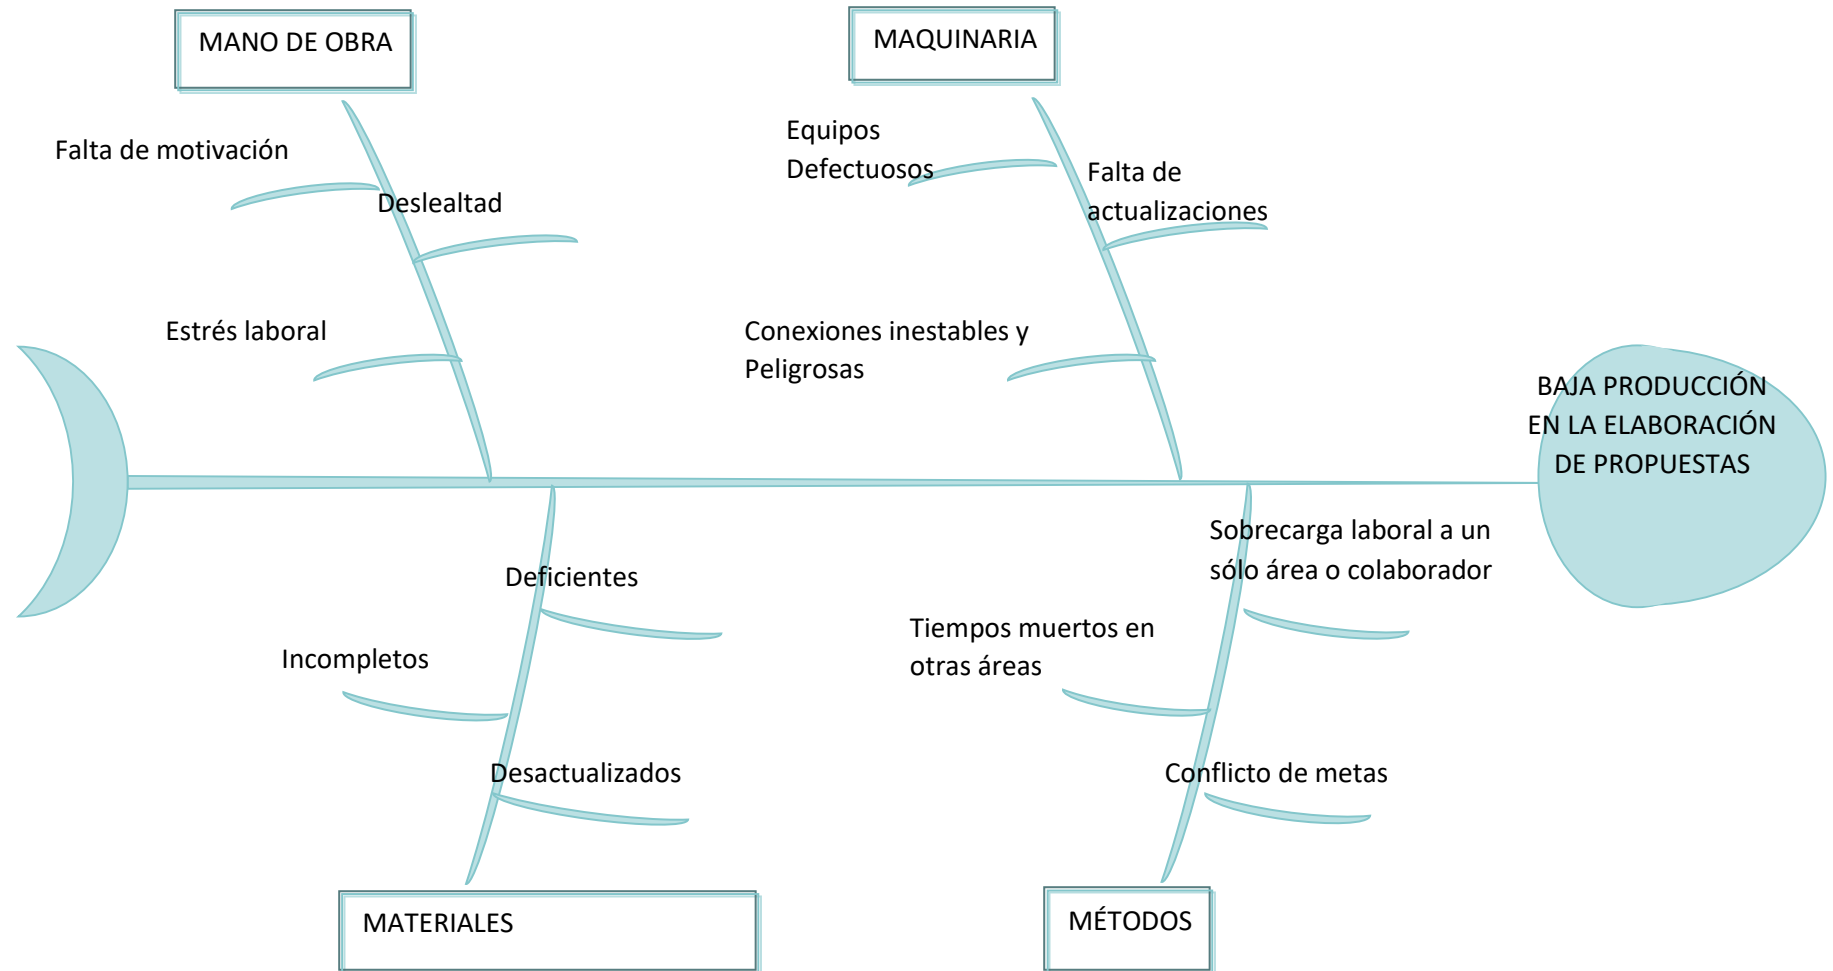 MANO DE OBRA
MAQUINARIA
Falta de motivación
Deslealtad
Estrés laboral
Equipos
Defectuosos
Falta de
actualizaciones
Conexiones inestables y
Peligrosas
BAJA PRODUCCIÓN
EN LA ELABORACIÓN
DE PROPUESTAS
Deficientes
Incompletos
Desactualizados
Sobrecarga laboral a un
sólo área o colaborador
Tiempos muertos en
otras áreas
Conflicto de metas
MATERIALES
MÉTODOS